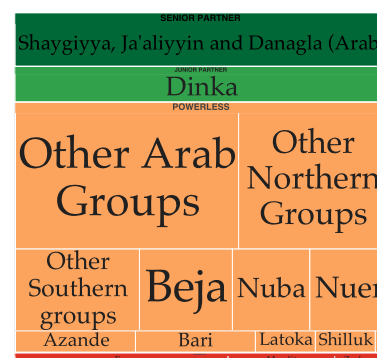 SENIOR PARTNER
Shaygiyya, Ja'aliyyin and Danagla (Arab
JUNIOR PARTNER
Dinka
POWERLESS
Other Arab
Groups
Other
Northern
Groups
Other
Southern
groups
Beja
Nuba
Nuer
Azande
Bari
Latoka
Shilluk